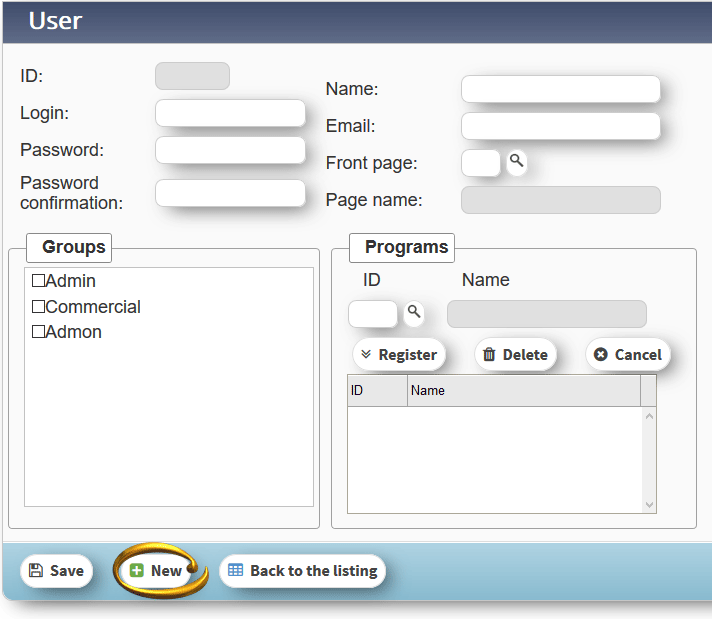 User
ID:
Login:
Password:
Password
confirmation:
Name:
Email:
Front page:
Page name:
Groups
Admin
Commercial
Admon
Programs
ID Name
Register Delete Cancel
ID Name
Save New Back to the listing